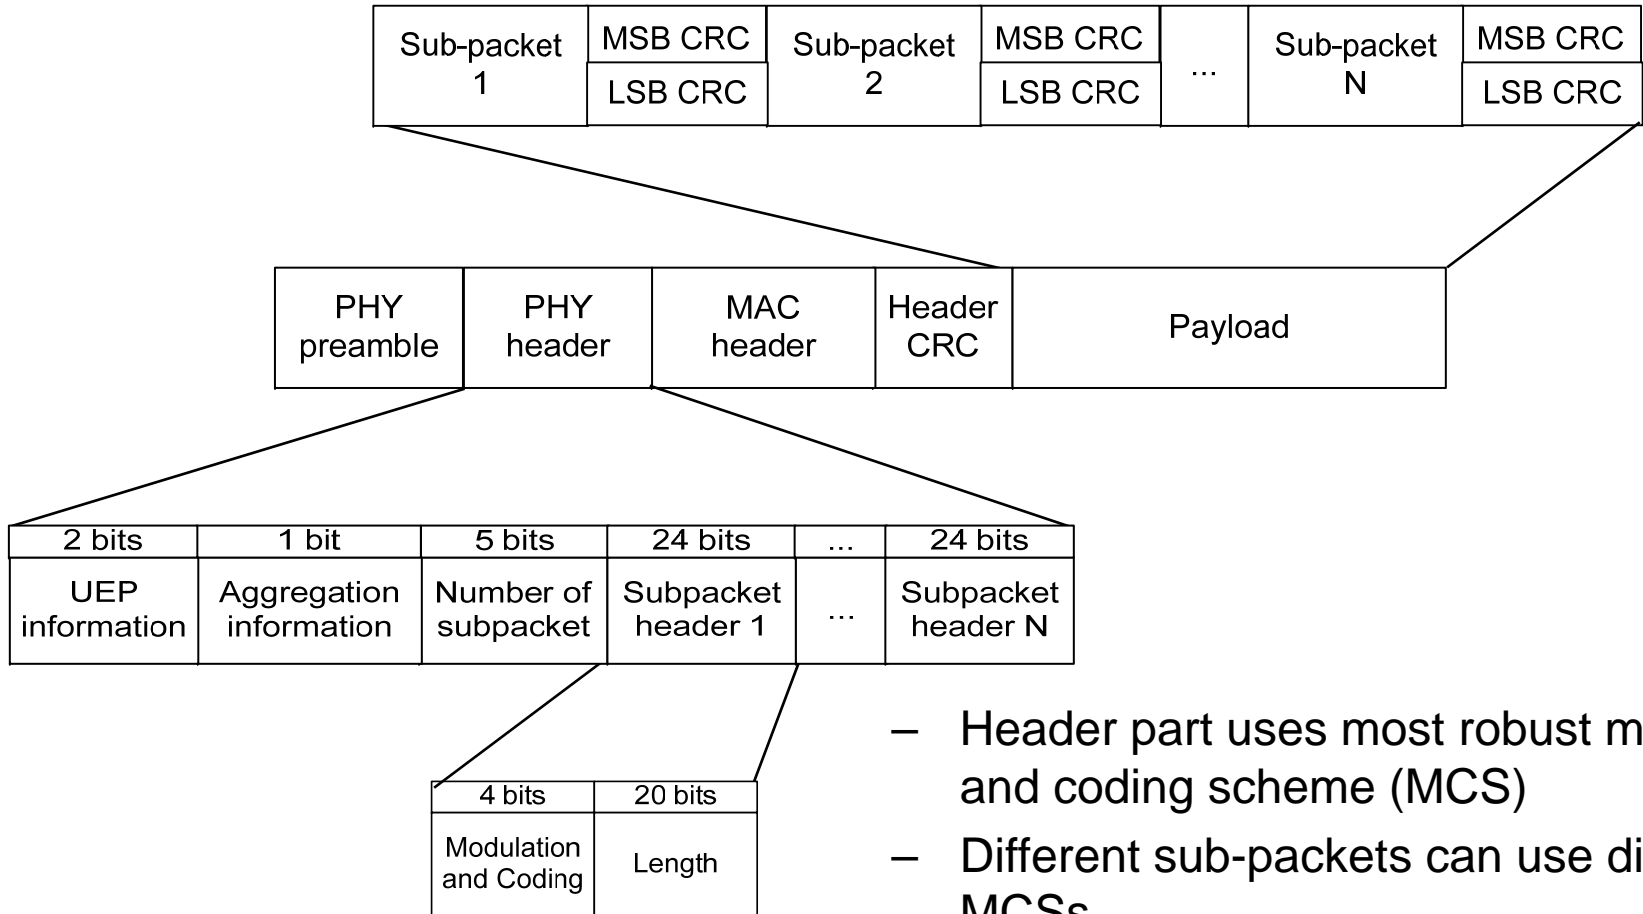 Sub-packet 1 MSB CRC LSB CRC Sub-packet 2 MSB CRC LSB CRC ... Sub-packet N MSB CRC LSB CRC
PHY preamble PHY header MAC header Header CRC Payload
2 bits 1 bit 5 bits 24 bits ... 24 bits
UEP information Aggregation information Number of subpacket Subpacket header 1 ... Subpacket header N
4 bits 20 bits
Modulation and Coding Length
– Header part uses most robust
and coding scheme (MCS)
– Different sub-packets can use
MCSs